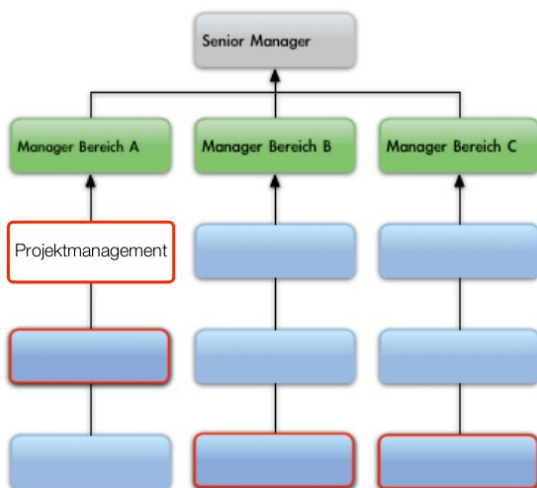 Senior Manager
Manager Bereich A
Manager Bereich B
Manager Bereich C
Projektmanagement